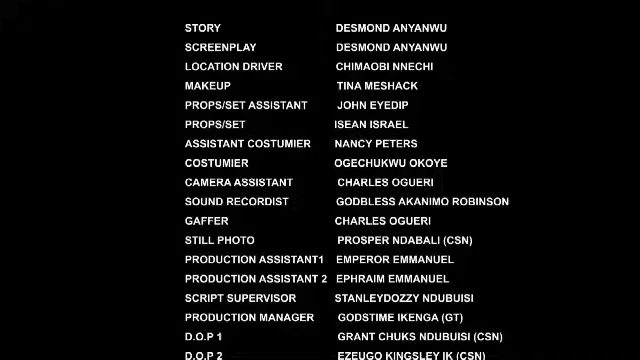 STORY DESMOND ANYANWU
SCREENPLAY DESMOND ANYANWU
LOCATION DRIVER CHIMAOBI NNECHI
MAKEUP TINA MESHACK
PROPS/SET ASSISTANT JOHN EYEDIP
PROPS/SET ISEAN ISRAEL
ASSISTANT COSTUMIER NANCY PETERS
COSTUMIER OGECHUKWU OKOYE
CAMERA ASSISTANT CHARLES OGUERI
SOUND RECORDIST GODBLESS AKANIMO ROBINSON
GAFFER CHARLES OGUERI
STILL PHOTO PROSPER NDABALI (CSN)
PRODUCTION ASSISTANT1 EMPEROR EMMANUEL
PRODUCTION ASSISTANT 2 EPHRAIM EMMANUEL
SCRIPT SUPERVISOR STANLEYDOZZY NDUBUISI
PRODUCTION MANAGER GODSTIME IKENGA (GT)
D.O.P 1 GRANT CHUKS NDUBUISI (CSN)
D.O.P 2 EZEUGO KINGSLEY IK (CSN)